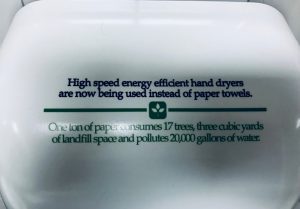 High speed energy efficient hand dryers
are now being used instead of paper towels.
One ton of paper consumes 17 trees, three cubic yards
of landfill space and pollutes 20,000 gallons of water.